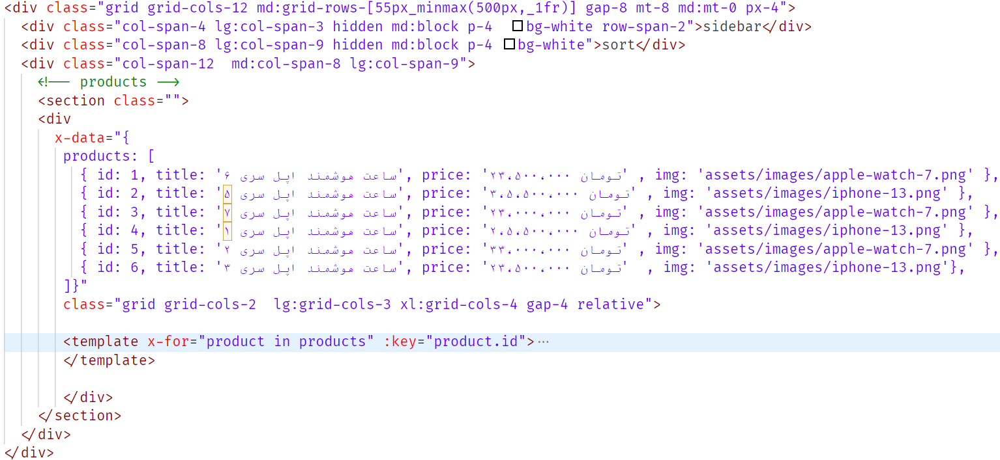 <div class="grid grid-cols-12 md:grid-rows-[55px_minmax(500px,_1fr)] gap-8 mt-8 md:mt-0 px-4">
<div class="col-span-4 lg:col-span-3 hidden md:block p-4 bg-white row-span-2">sidebar</div>
<div class="col-span-8 lg:col-span-9 hidden md:block p-4 bg-white">sort</div>
<div class="col-span-12  md:col-span-8 lg:col-span-9">
<!-- products -->
<section class="">
<div
x-data="{
products: [
{ id: 1, title: 'ساعت هوشمند اپل سری ۶', price: '۲۳،۵۰۰،۰۰۰ تومان' , img: 'assets/images/apple-watch-7.png' },
{ id: 2, title: 'ساعت هوشمند اپل سری ۵', price: '۳،۵،۵۰۰،۰۰۰ تومان' , img: 'assets/images/iphone-13.png' },
{ id: 3, title: 'ساعت هوشمند اپل سری ۷', price: '۲۳،۰۰۰،۰۰۰ تومان' , img: 'assets/images/apple-watch-7.png' },
{ id: 4, title: 'ساعت هوشمند اپل سری ۱', price: '۲،۵،۵۰۰،۰۰۰ تومان' , img: 'assets/images/iphone-13.png' },
{ id: 5, title: 'ساعت هوشمند اپل سری ۲', price: '۳۳،۰۰۰،۰۰۰ تومان' , img: 'assets/images/apple-watch-7.png' },
{ id: 6, title: 'ساعت هوشمند اپل سری ۳', price: '۲۳،۵۰۰،۰۰۰ تومان'  , img: 'assets/images/iphone-13.png'},
]}"
class="grid grid-cols-2  lg:grid-cols-3 xl:grid-cols-4 gap-4 relative">
<template x-for="product in products" :key="product.id">⋯
</template>
</div>
</section>
</div>
</div>